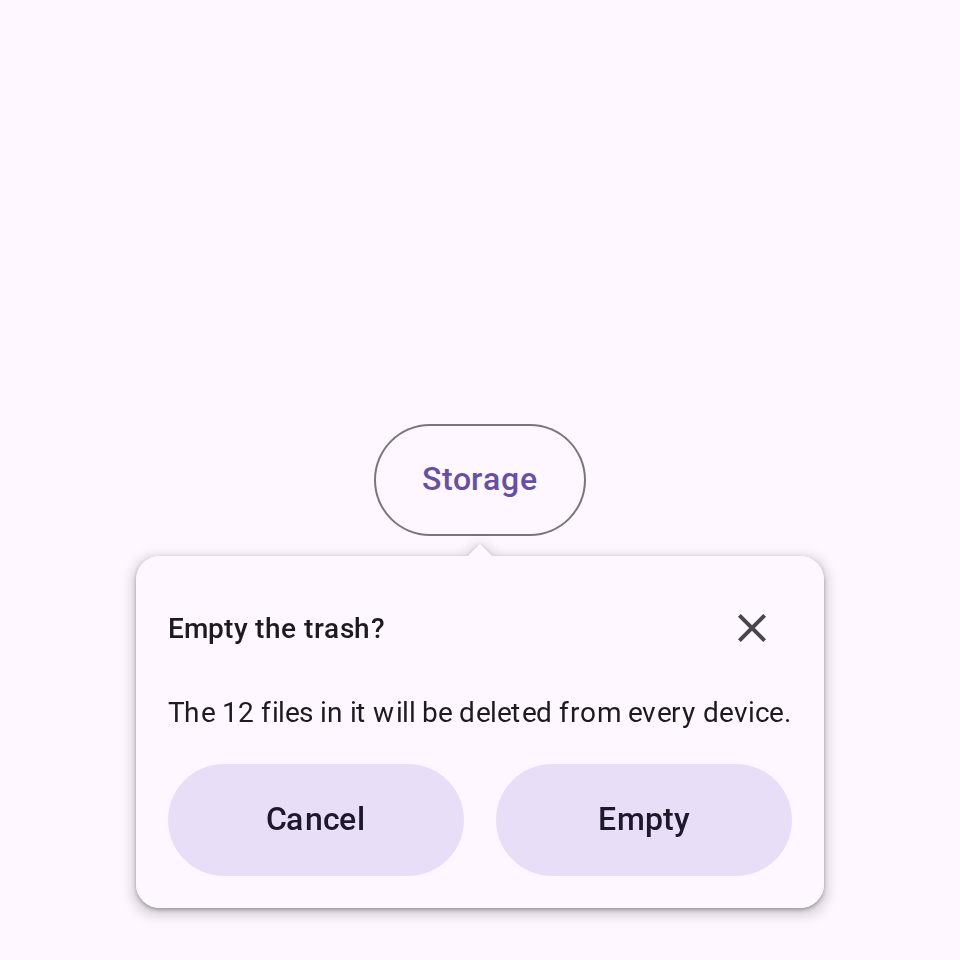 Storage
Empty the trash?
The 12 files in it will be deleted from every device.
Cancel
Empty